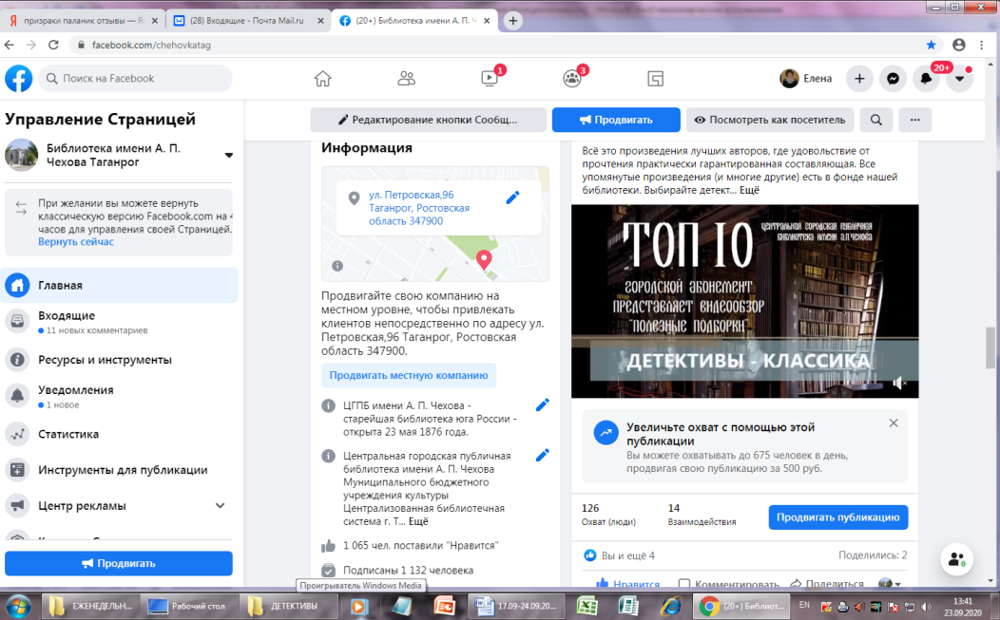 призраки паланик отзывы — Я
(28) Входящие - Почта Mail.ru
(20+) Библиотека имени А. П. Ч
facebook.com/chehovkatag
Поиск на Facebook
1
3
Елена
20+
Управление Страницей
Библиотека имени А. П.
Чехова Таганрог
При желании вы можете вернуть
классическую версию Facebook.com на 4
часов для управления своей Страницей.
Вернуть сейчас
Главная
Входящие
11 новых комментариев
Ресурсы и инструменты
Уведомления
1 новое
Статистика
Инструменты для публикации
Центр рекламы
Продвигать
Редактирование кнопки Сообщ...
Продвигать
Посмотреть как посетитель
Информация
ул. Петровская,96
Таганрог, Ростовская
область 347900
Продвигайте свою компанию на
местном уровне, чтобы привлекать
клиентов непосредственно по адресу ул.
Петровская,96 Таганрог, Ростовская
область 347900.
Продвигать местную компанию
ЦГПБ имени А. П. Чехова -
старейшая библиотека юга России -
открыта 23 мая 1876 года.
Центральная городская публичная
библиотека имени А. П. Чехова
Муниципального бюджетного
учреждения культуры
Централизованная библиотечная
система г. Т... Ещё
1 065 чел. поставили "Нравится"
Подписаны 1 132 человека
Всё это произведения лучших авторов, где удовольствие от
прочтения практически гарантированная составляющая. Все
упомянутые произведения (и многие другие) есть в фонде нашей
библиотеки. Выбирайте детект... Ещё
ТОП 10
ЦЕНТРАЛЬНАЯ ГОРОДСКАЯ ПУБЛИЧНАЯ
БИБЛИОТЕКА ИМЕНИ А.П.ЧЕХОВА
ГОРОДСКОЙ АБОНЕМЕНТ
ПРЕДСТАВЛЯЕТ ВИДЕООБЗОР
"ПОЛЕЗНЫЕ ПОДБОРКИ"
ДЕТЕКТИВЫ - КЛАССИКА
Увеличьте охват с помощью этой
публикации
Вы можете охватывать до 675 человек в день,
продвигая свою публикацию за 500 руб.
126
Охват (люди)
14
Взаимодействия
Продвигать публикацию
Вы и ещё 4
Поделились: 2
Нравится
Комментировать
Поделиться
0
Проигрыватель Windows Media
ЕЖЕНЕДЕЛЬН...
Рабочий стол
ДЕТЕКТИВЫ
17.09-24.09.20...
(20+) Библиот...
EN
13:41
23.09.2020